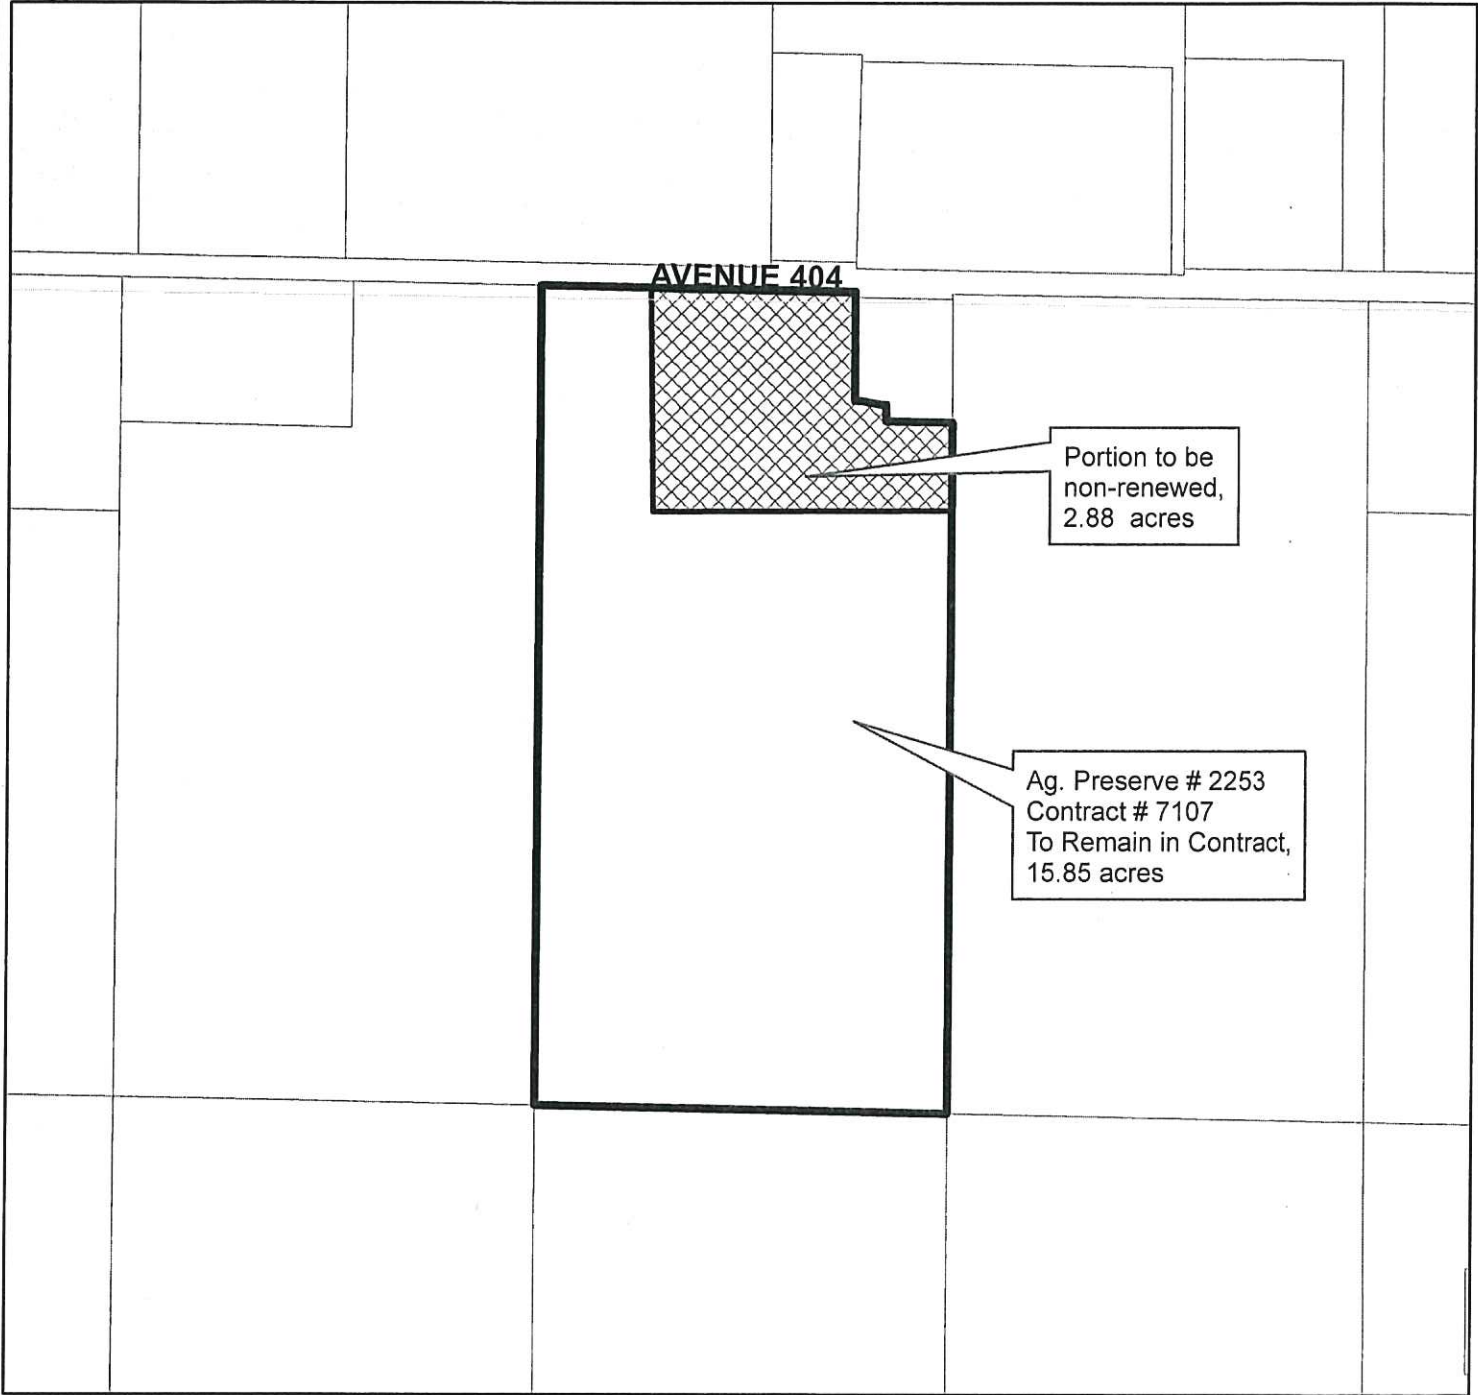 AVENUE 404
Portion to be
non-renewed,
2.88 acres
Ag. Preserve # 2253
Contract # 7107
To Remain in Contract,
15.85 acres